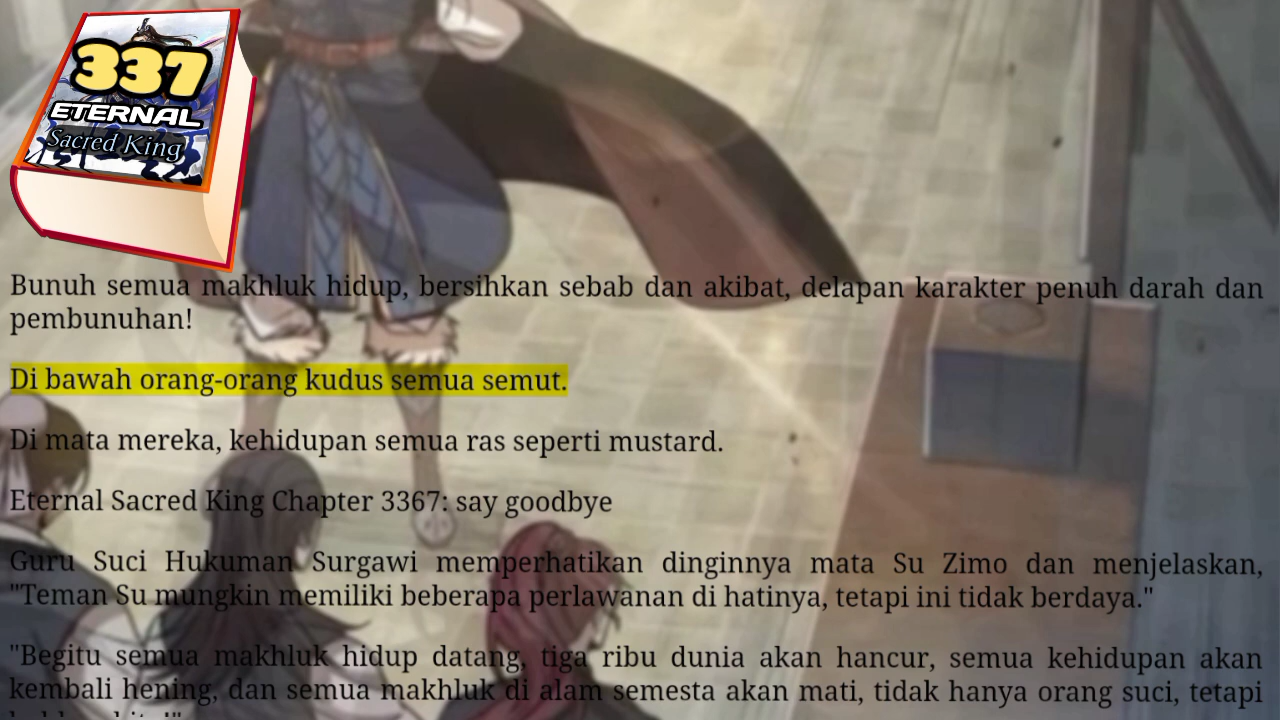 337
ETERNAL
Sacred King
Bunuh semua makhluk hidup, bersihkan sebab dan akibat, delapan karakter penuh darah dan
pembunuhan!
Di bawah orang-orang kudus semua semut.
Di mata mereka, kehidupan semua ras seperti mustard.
Eternal Sacred King Chapter 3367: say goodbye
Guru Suci Hukuman Surgawi memperhatikan dinginnya mata Su Zimo dan menjelaskan,
"Teman Su mungkin memiliki beberapa perlawanan di hatinya, tetapi ini tidak berdaya."
"Begitu semua makhluk hidup datang, tiga ribu dunia akan hancur, semua kehidupan akan
kembali hening, dan semua makhluk di alam semesta akan mati, tidak hanya orang suci, tetapi